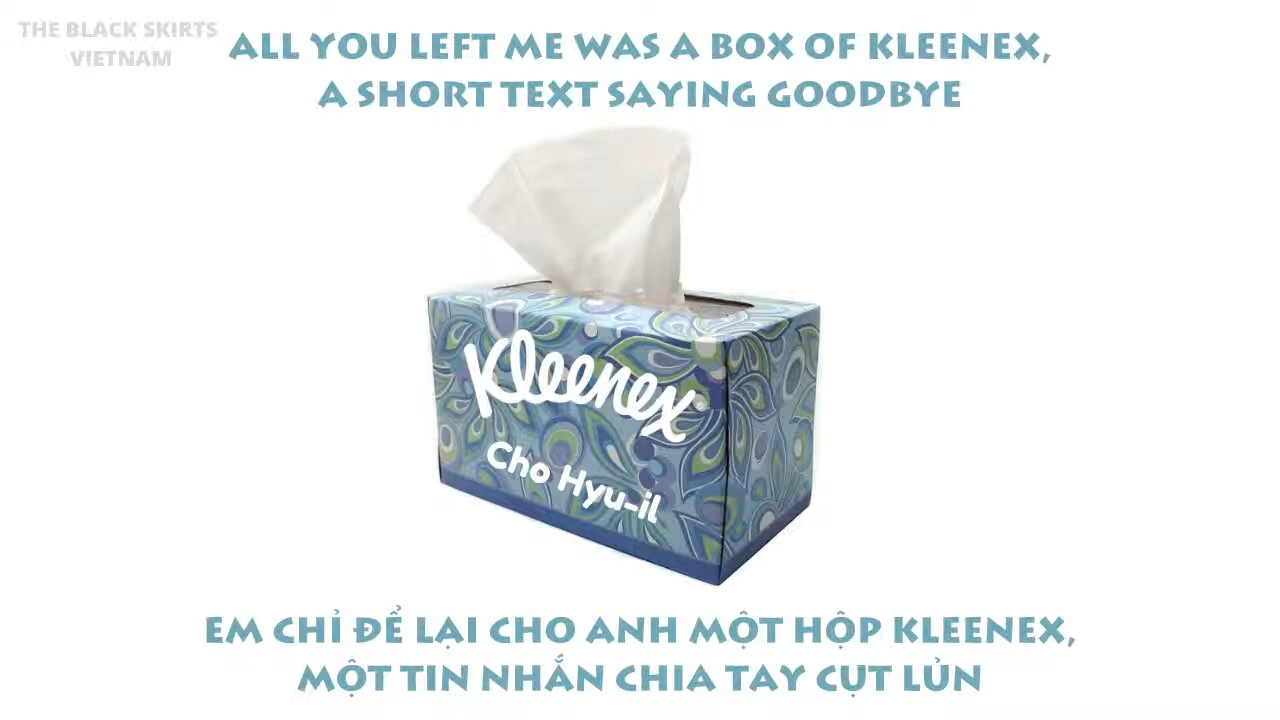 THE BLACK SKIRTS
VIETNAM
ALL YOU LEFT ME WAS A BOX OF KLEENEX,
A SHORT TEXT SAYING GOODBYE
Kleenex
Cho Hyu-il
EM CHỈ ĐỂ LẠI CHO ANH MỘT HỘP KLEENEX,
MỘT TIN NHẮN CHIA TAY CỤT LỦN